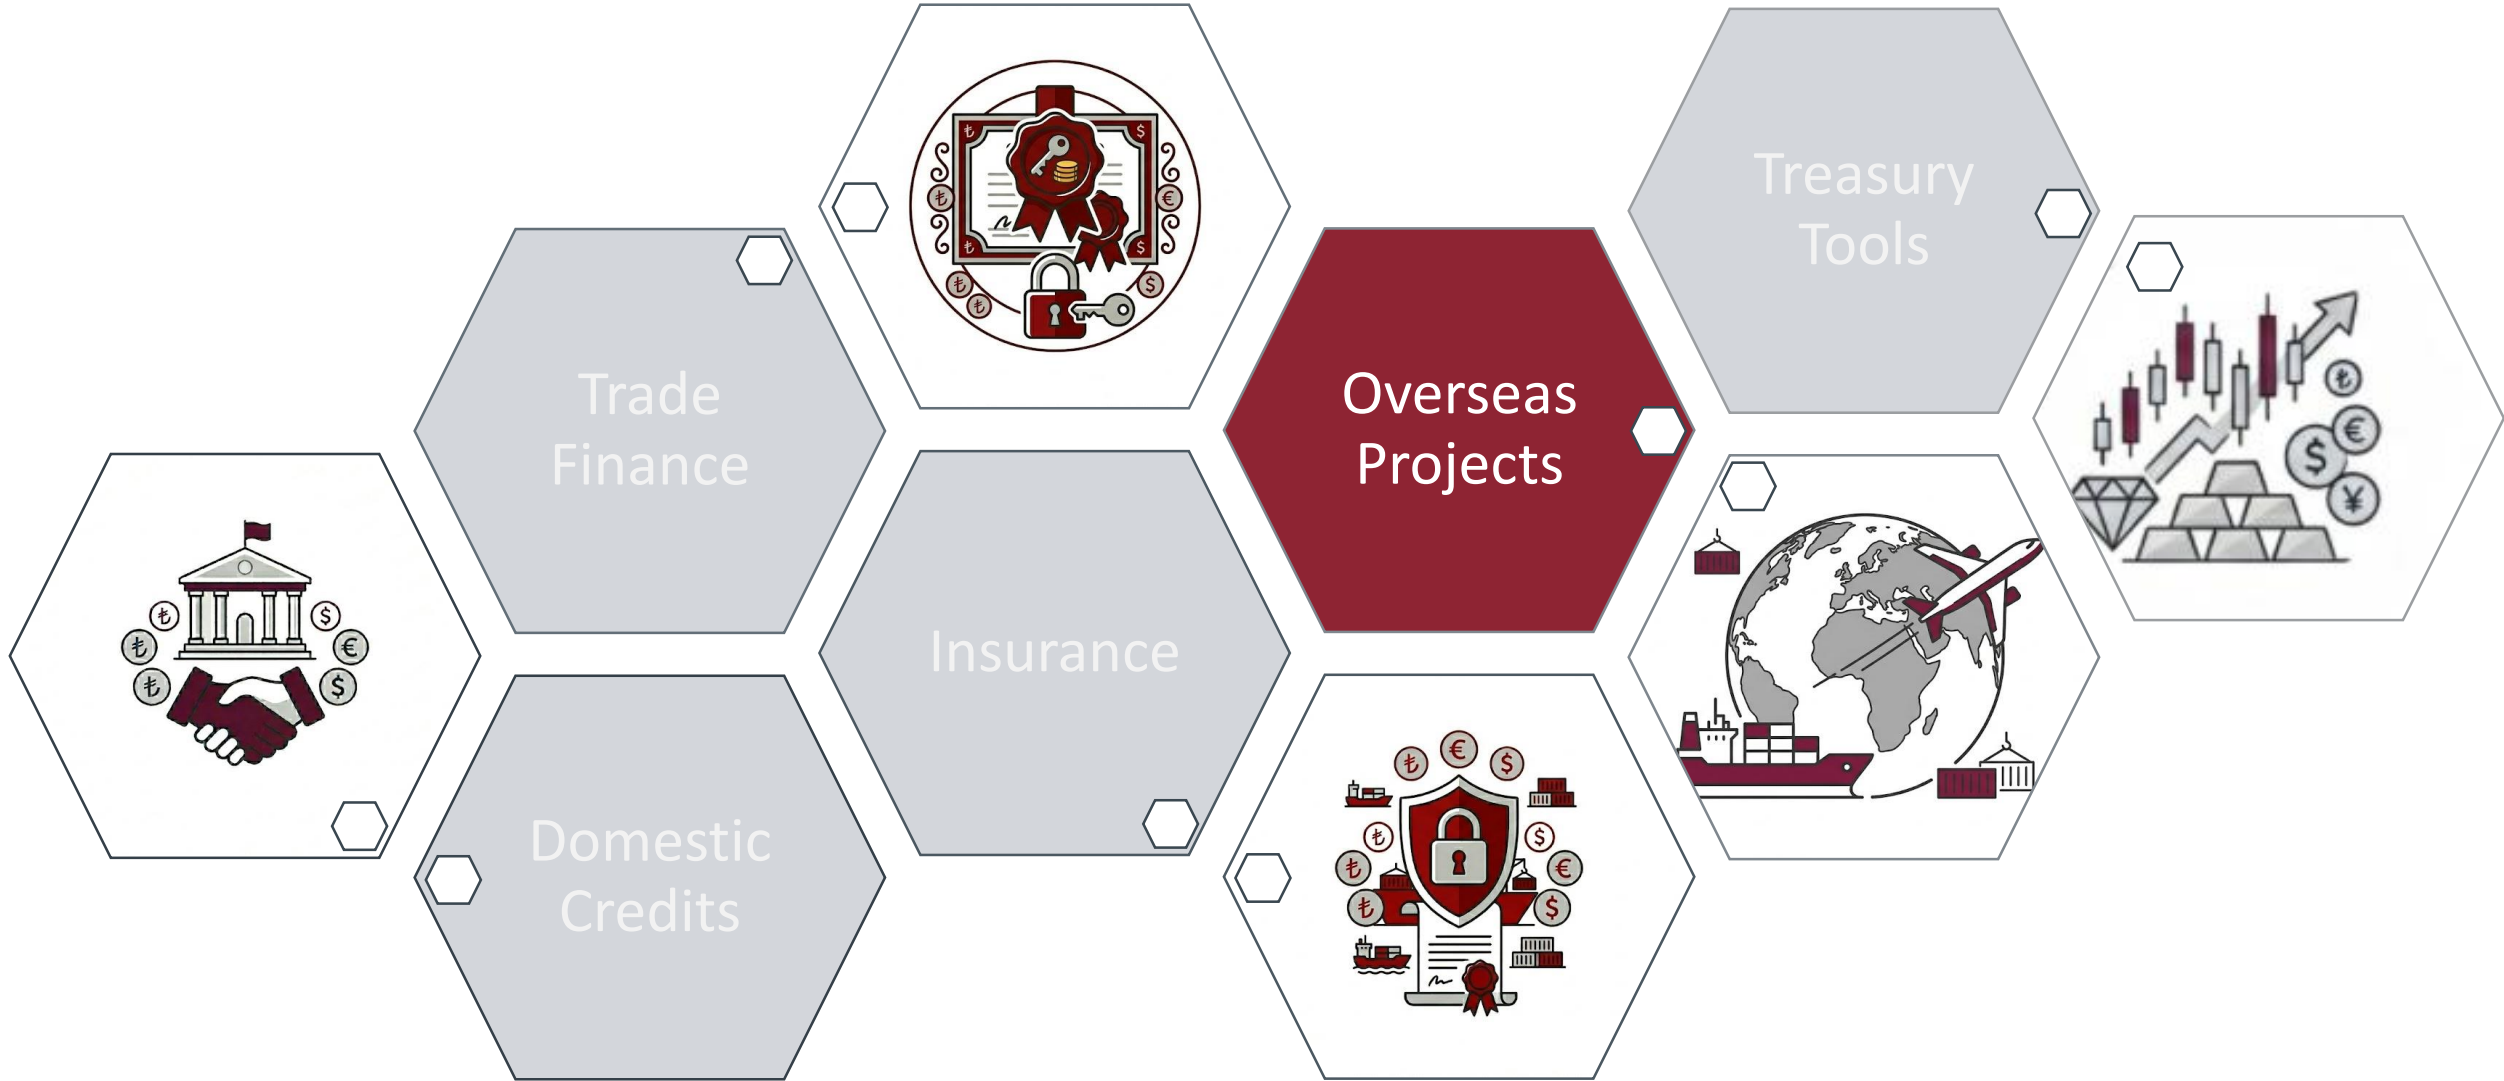 Treasury
Tools
Overseas
Projects
Trade
Finance
Insurance
Domestic
Credits